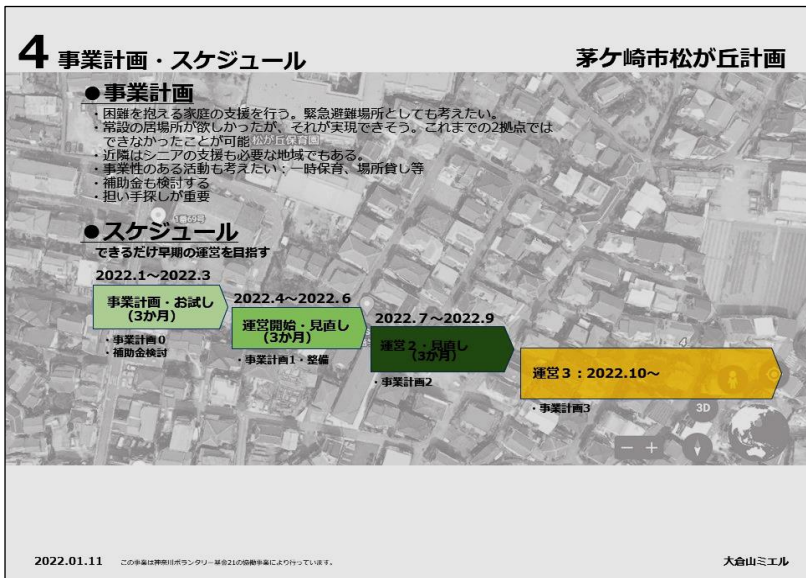 4 事業計画・スケジュール
茅ケ崎市松が丘計画
●事業計画
・困難を抱える家庭の支援を行う。緊急避難場所としても考えたい。
・常設の居場所が欲しかったが、それが実現できそう。これまでの2拠点では
できなかったことが可能
松が丘保育園
・近隣はシニアの支援も必要な地域でもある。
・事業性のある活動も考えたい：一時保育、場所貸し等
・補助金も検討する
・担い手探しが重要
●スケジュール
できるだけ早期の運営を目指す
2022.1～2022.3
事業計画・お試し
(3か月)
・事業計画0
・補助金検討
2022.4～2022.6
運営開始・見直し
(3か月)
・事業計画1・整備
2022.7～2022.9
運営２・見直し
(3か月)
・事業計画2
運営３：2022.10～
・事業計画3
3D
2022.01.11
この事業は神奈川ボランタリー基金21の協働事業により行っています。
大倉山ミエル